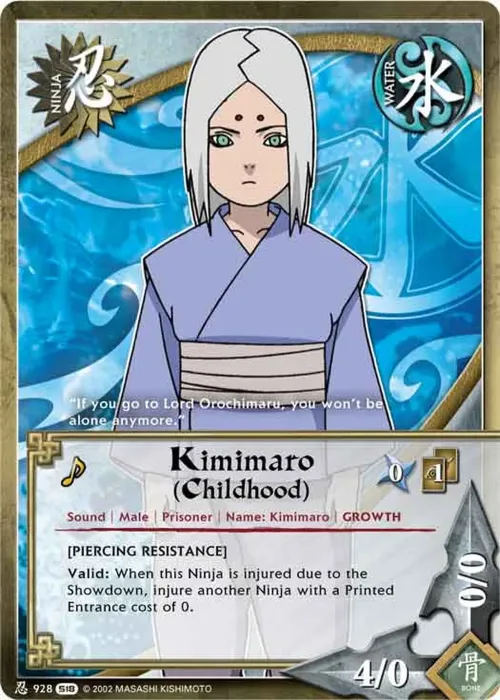 NINJA
忍
WATER
水
"If you go to Lord Orochimaru, you won't be
alone anymore."
Kimimaro
(Childhood)
0
1
Sound | Male | Prisoner | Name: Kimimaro | GROWTH
[PIERCING RESISTANCE]
Valid: When this Ninja is injured due to the
Showdown, injure another Ninja with a Printed
Entrance cost of 0.
0/0
4/0
骨
BONE
忍 928 S18 © 2002 MASASHI KISHIMOTO